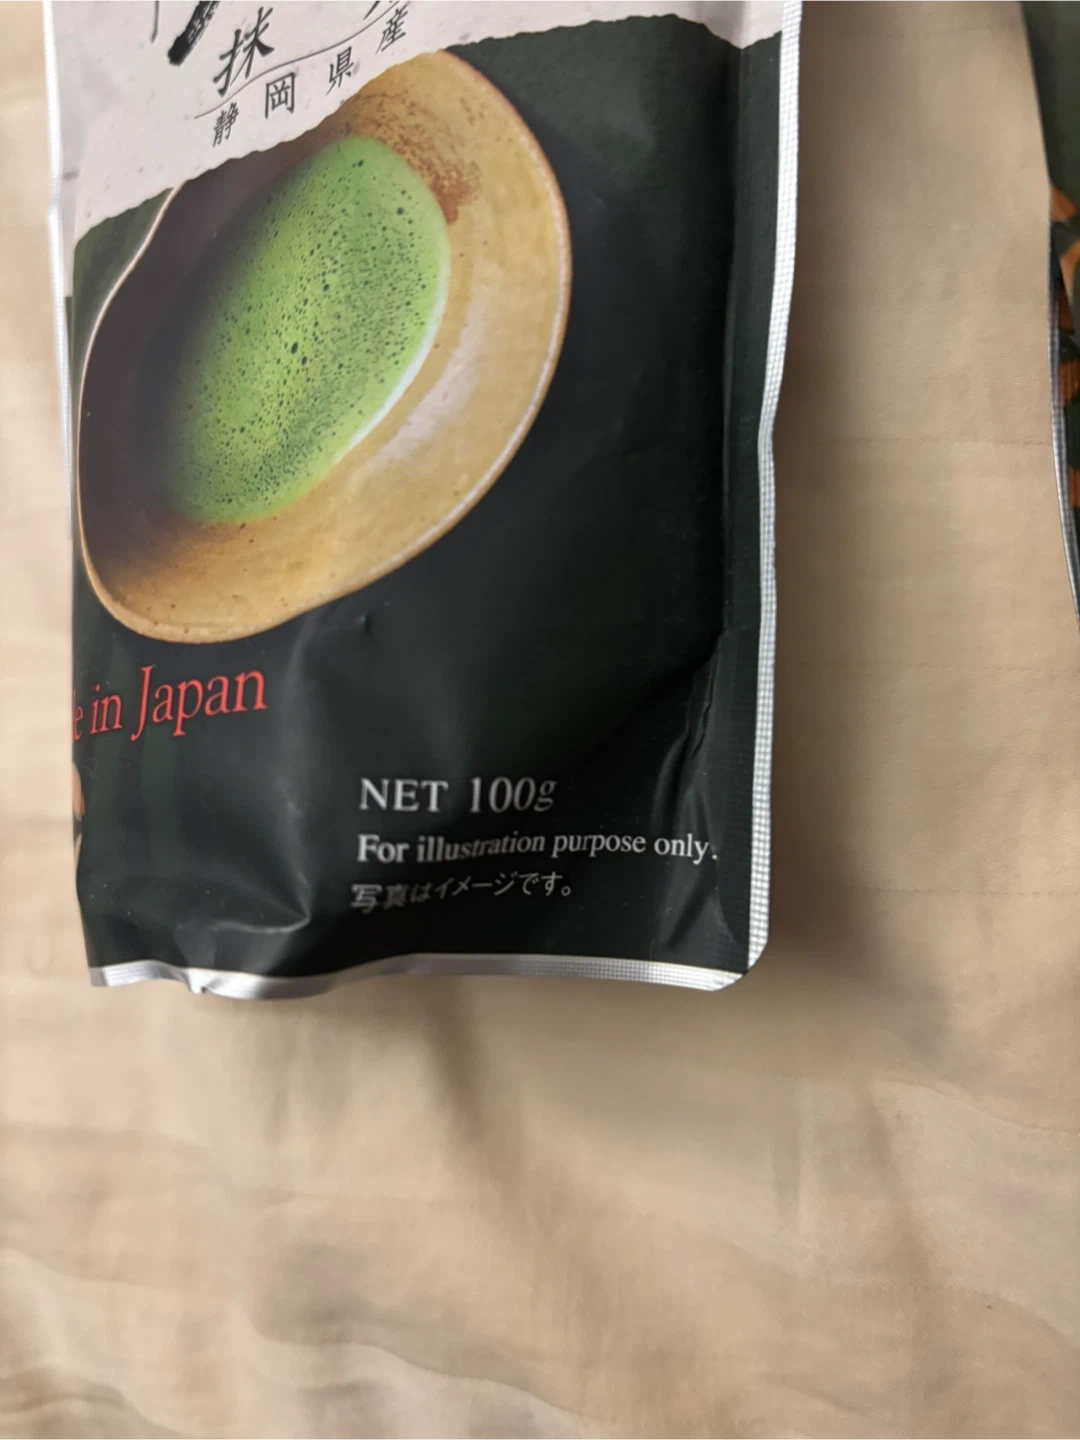 抹
静岡県産
in Japan
NET 100g
For illustration purpose only.
写真はイメージです。